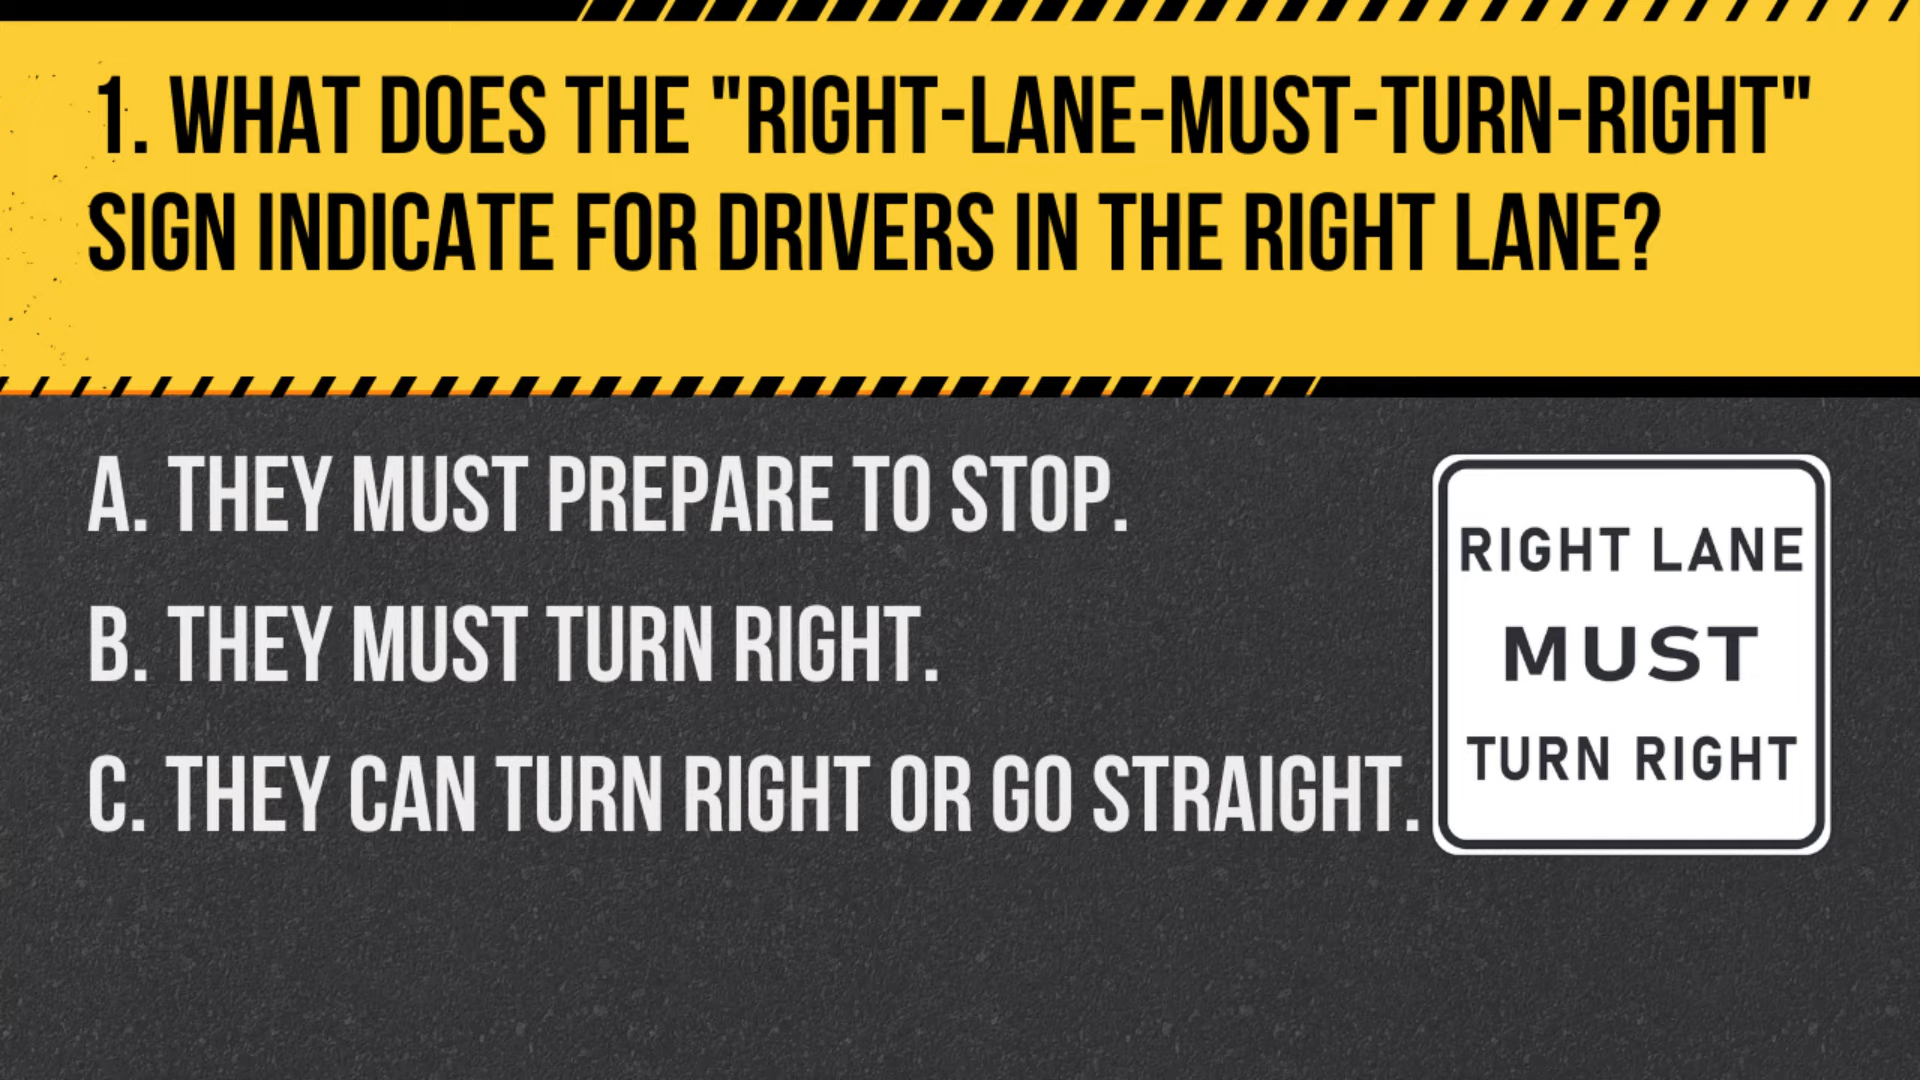 1. WHAT DOES THE "RIGHT-LANE-MUST-TURN-RIGHT"
SIGN INDICATE FOR DRIVERS IN THE RIGHT LANE?
A. THEY MUST PREPARE TO STOP.
B. THEY MUST TURN RIGHT.
C. THEY CAN TURN RIGHT OR GO STRAIGHT.
RIGHT LANE
MUST
TURN RIGHT